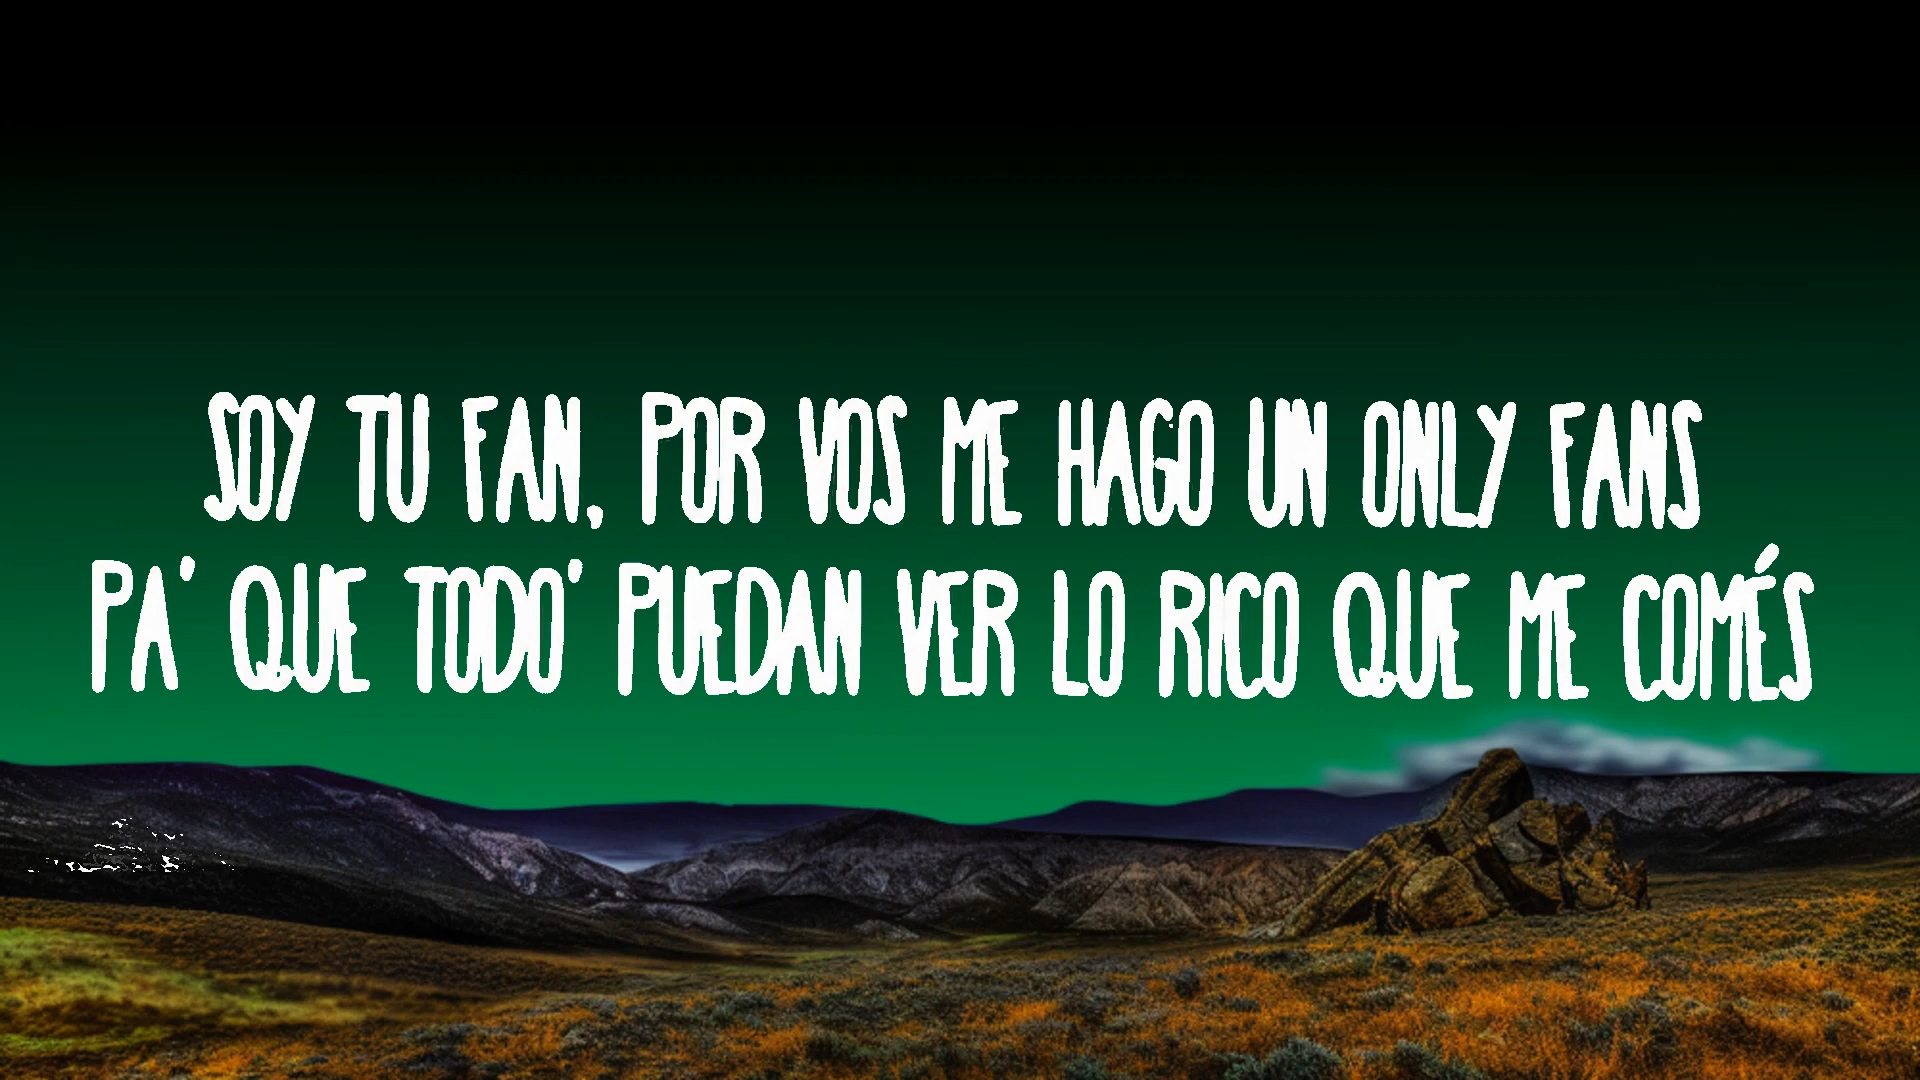 SOY TU FAN, POR VOS ME HAGO UN ONLY FANS
PA' QUE TODO' PUEDAN VER LO RICO QUE ME COMÉS